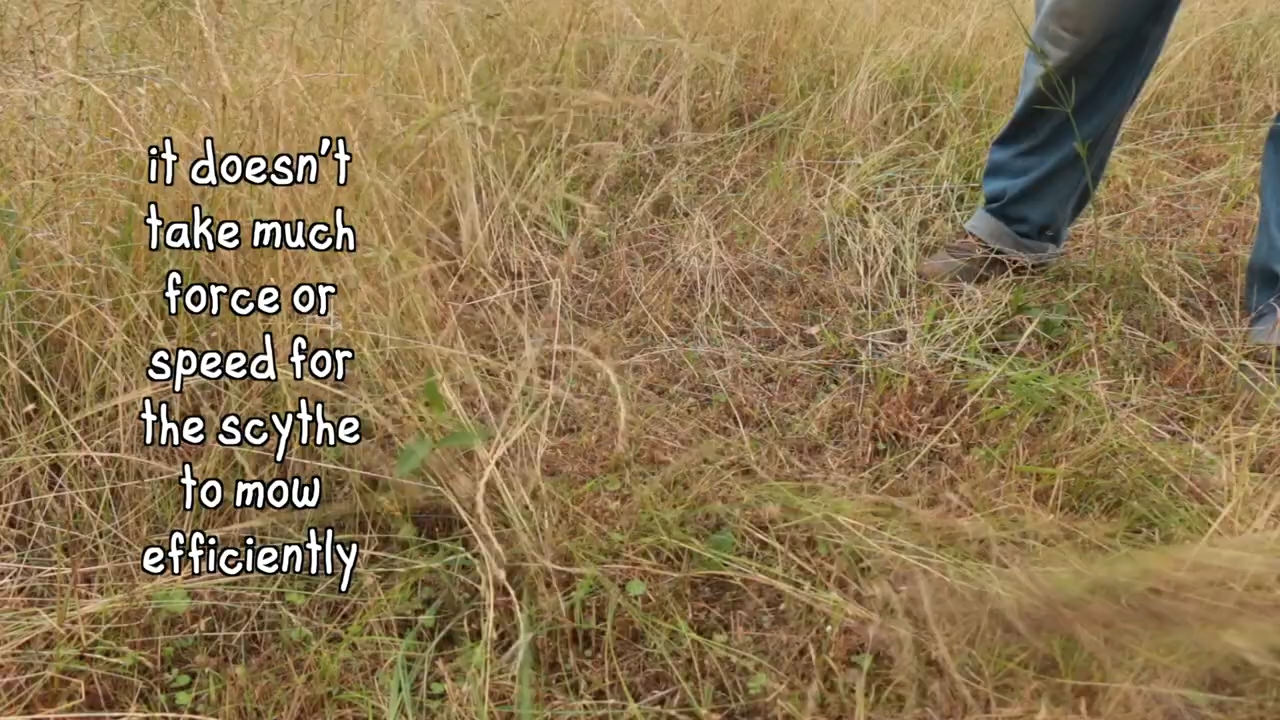 it doesn't
take much
force or
speed for
the scythe
to mow
efficiently